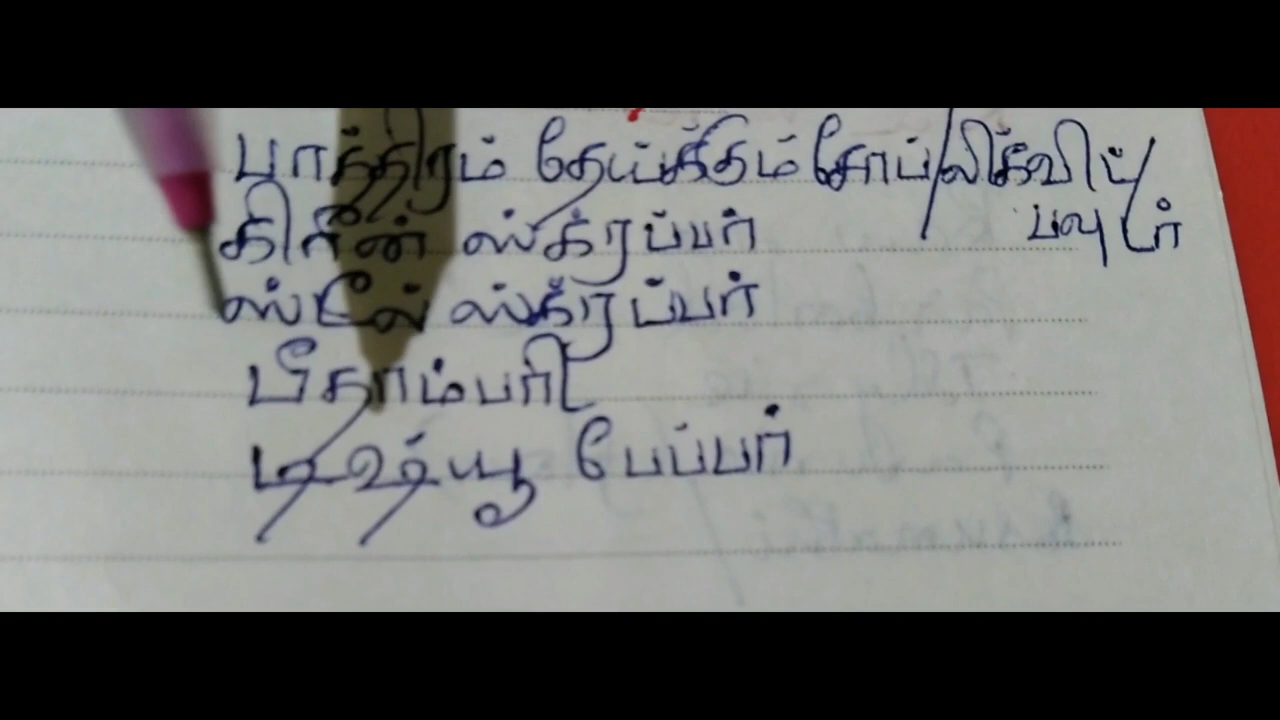 பாத்திரம் தேய்க்கும் சோப்/லிக்விட்/
பவுடர்
கிரீன் ஸ்க்ரப்பர்
ஸ்டீல் ஸ்க்ரப்பர்
பீதாம்பரி
டிஷ்யூ பேப்பர்